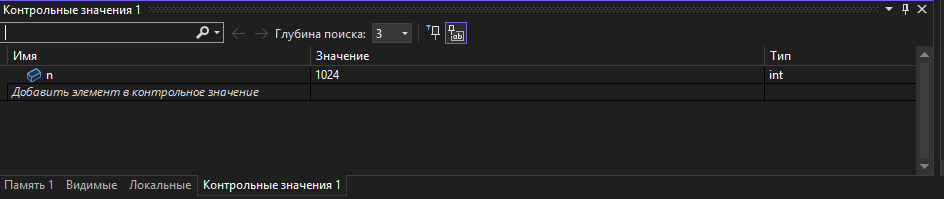 Контрольные значения 1
Глубина поиска: 3
Имя Значение Тип
n 1024 int
Добавить элемент в контрольное значение
Память 1 Видимые Локальные Контрольные значения 1